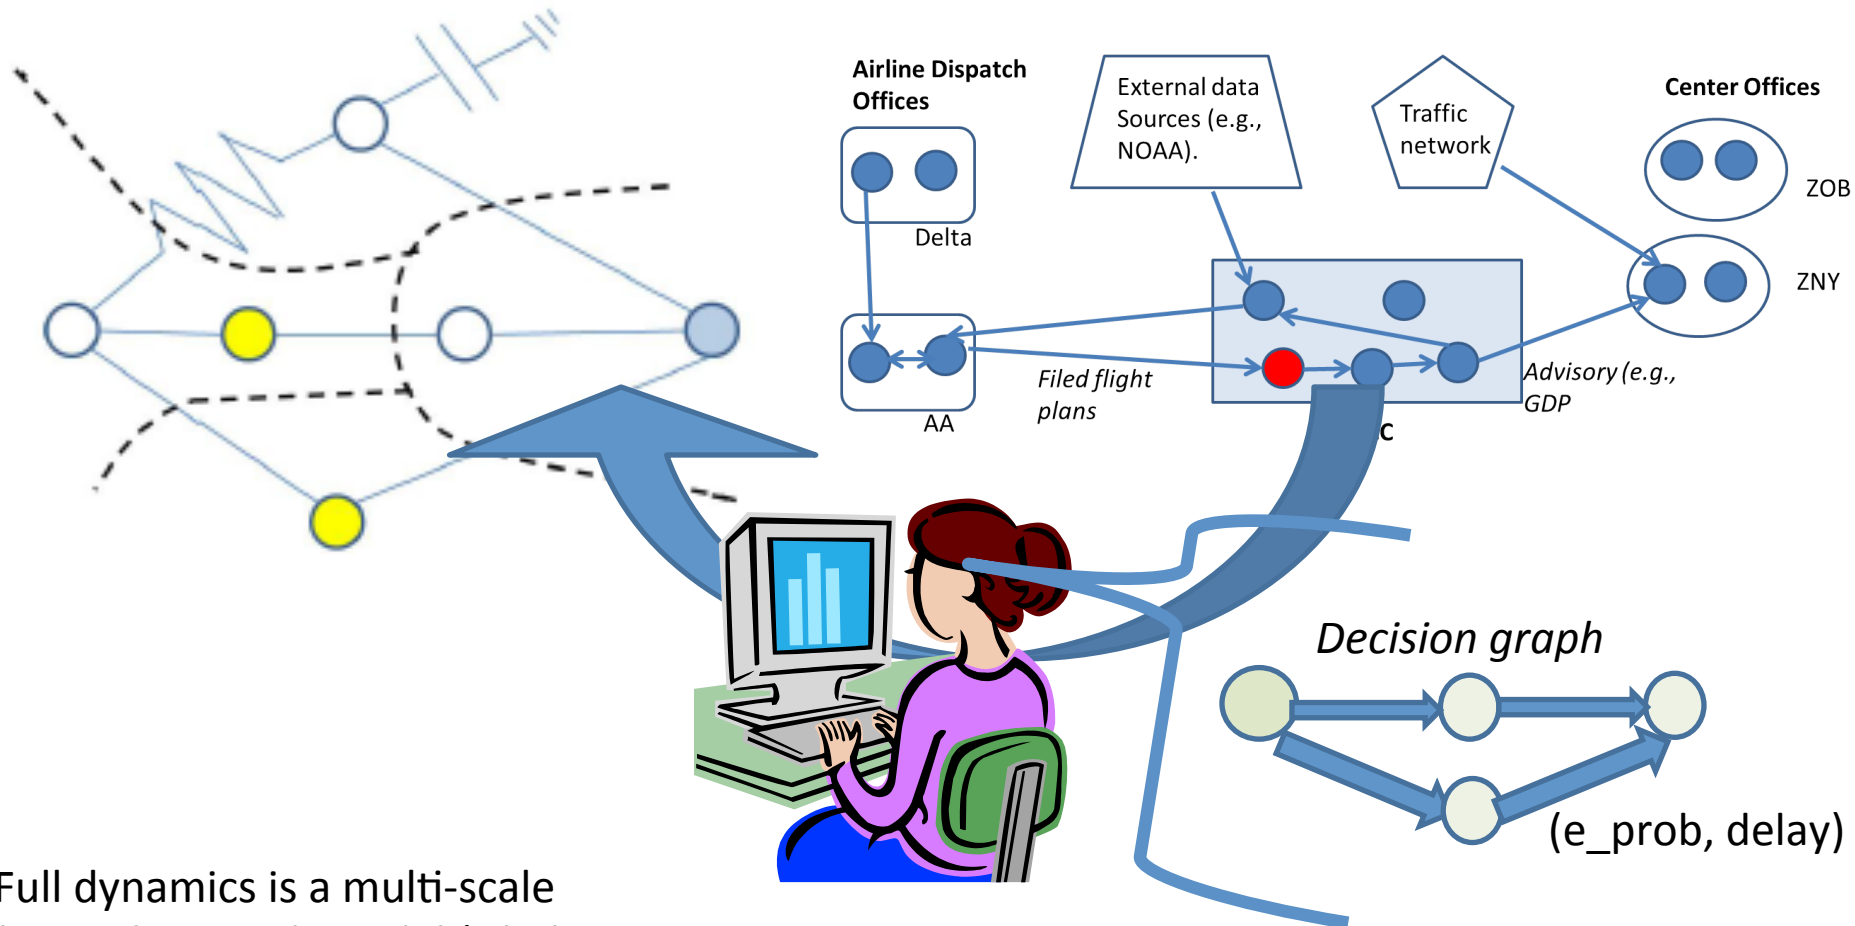 Airline Dispatch
Offices
External data
Sources (e.g.,
NOAA).
Traffic
network
Center Offices
ZOB
Delta
ZNY
Filed flight
plans
Advisory (e.g.,
GDP
AA
C
Decision graph
(e_prob, delay)
Full dynamics is a multi-scale